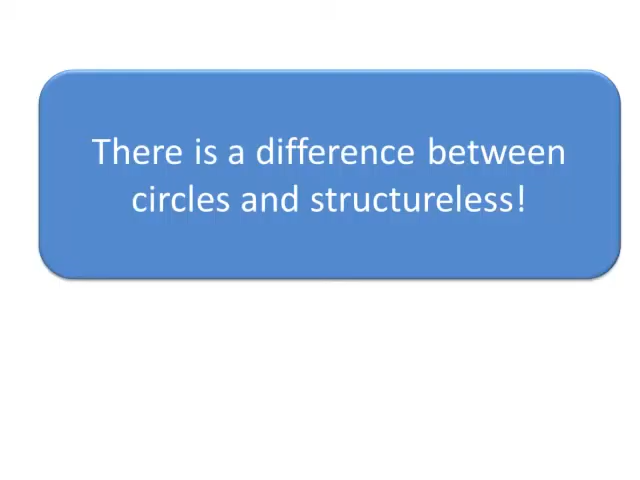 There is a difference between
circles and structureless!